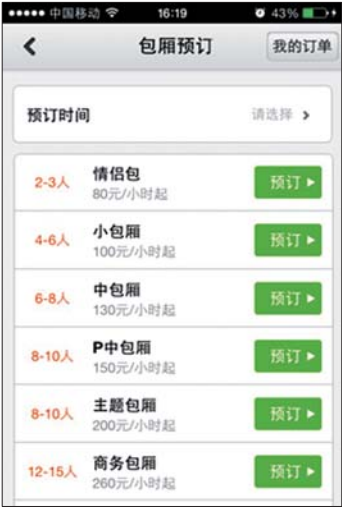 中国移动 16:19 43%
包厢预订 我的订单
预订时间 请选择
2-3人 情侣包 预订
80元/小时起
4-6人 小包厢 预订
100元/小时起
6-8人 中包厢 预订
130元/小时起
8-10人 P中包厢 预订
150元/小时起
8-10人 主题包厢 预订
200元/小时起
12-15人 商务包厢 预订
260元/小时起